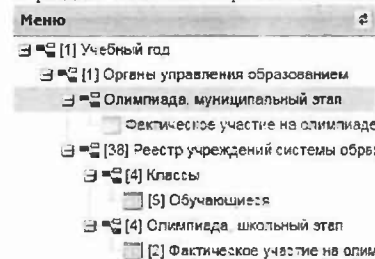 Меню
[1] Учебный год
[1] Органы управления образованием
Олимпиада, муниципальный этап
Фактическое участие на олимпиаде
[38] Реестр учреждений системы обра
[4] Классы
[5] Обучающиеся
[4] Олимпиада, школьный этап
[2] Фактическое участие на олим